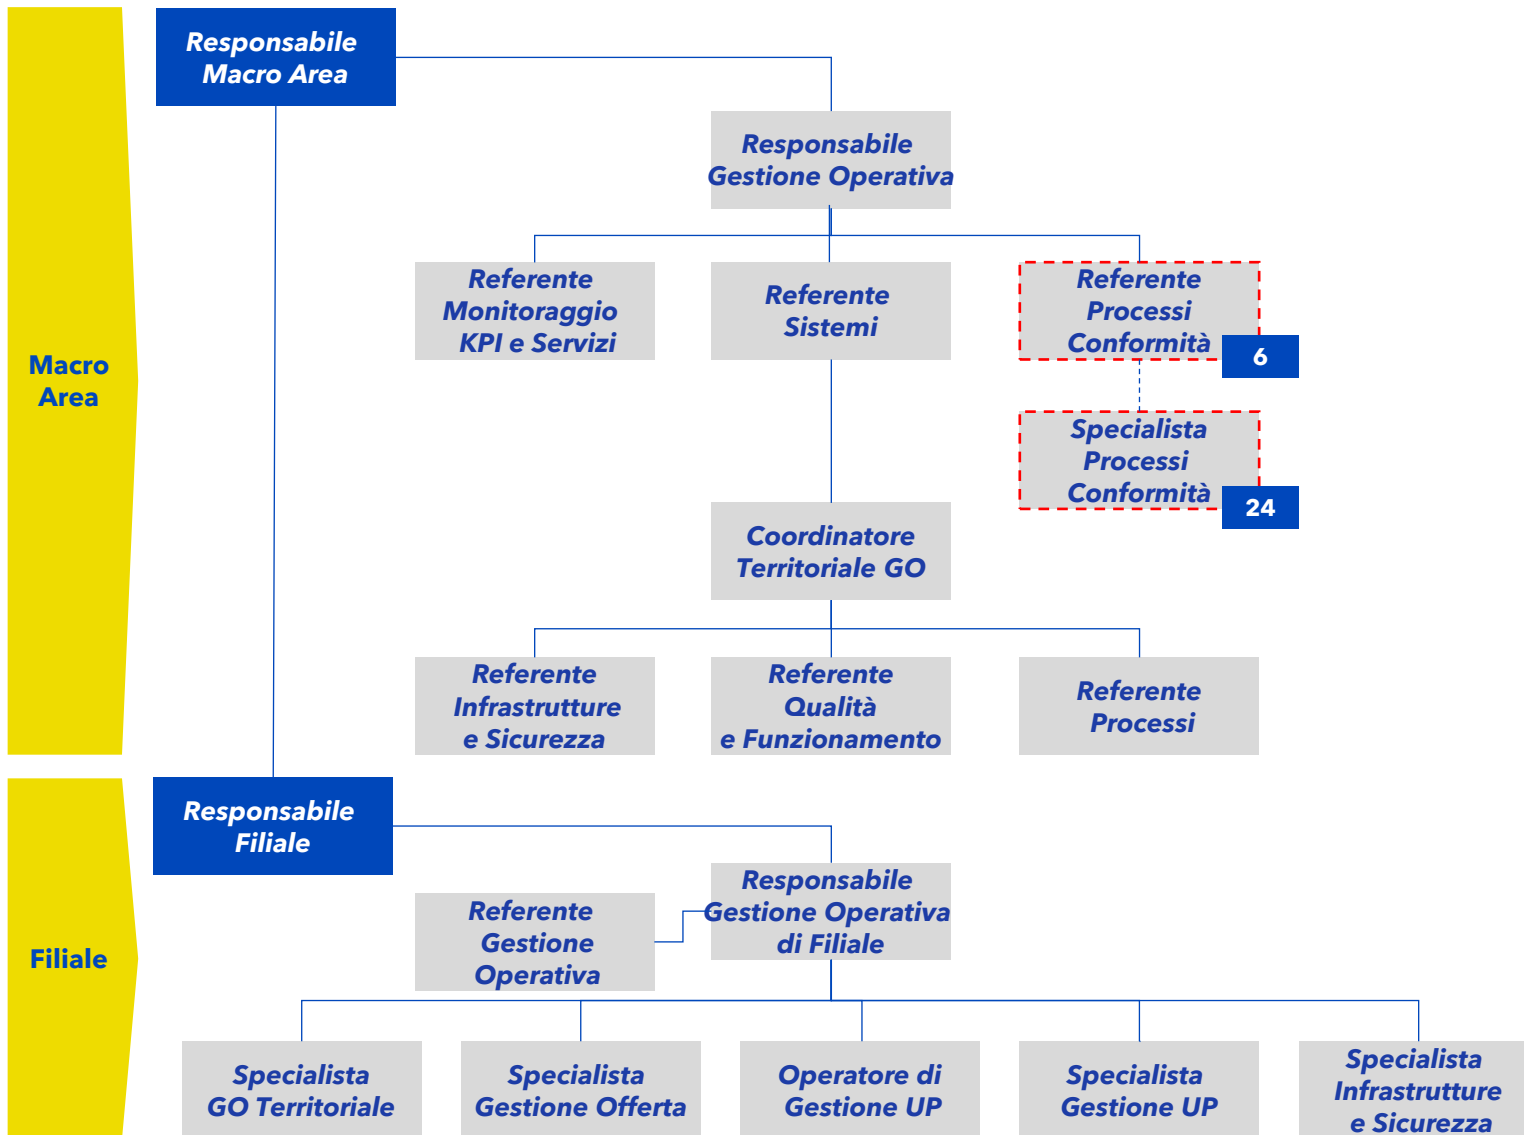 Responsabile
Macro Area
Responsabile
Gestione Operativa
Referente
Monitoraggio
KPI e Servizi
Referente
Sistemi
Referente
Processi
Conformità
6
Macro
Area
Specialista
Processi
Conformità
24
Coordinatore
Territoriale GO
Referente
Infrastrutture
e Sicurezza
Referente
Qualità
e Funzionamento
Referente
Processi
Responsabile
Filiale
Responsabile
Gestione Operativa
di Filiale
Referente
Gestione
Operativa
Filiale
Specialista
GO Territoriale
Specialista
Gestione Offerta
Operatore di
Gestione UP
Specialista
Gestione UP
Specialista
Infrastrutture
e Sicurezza